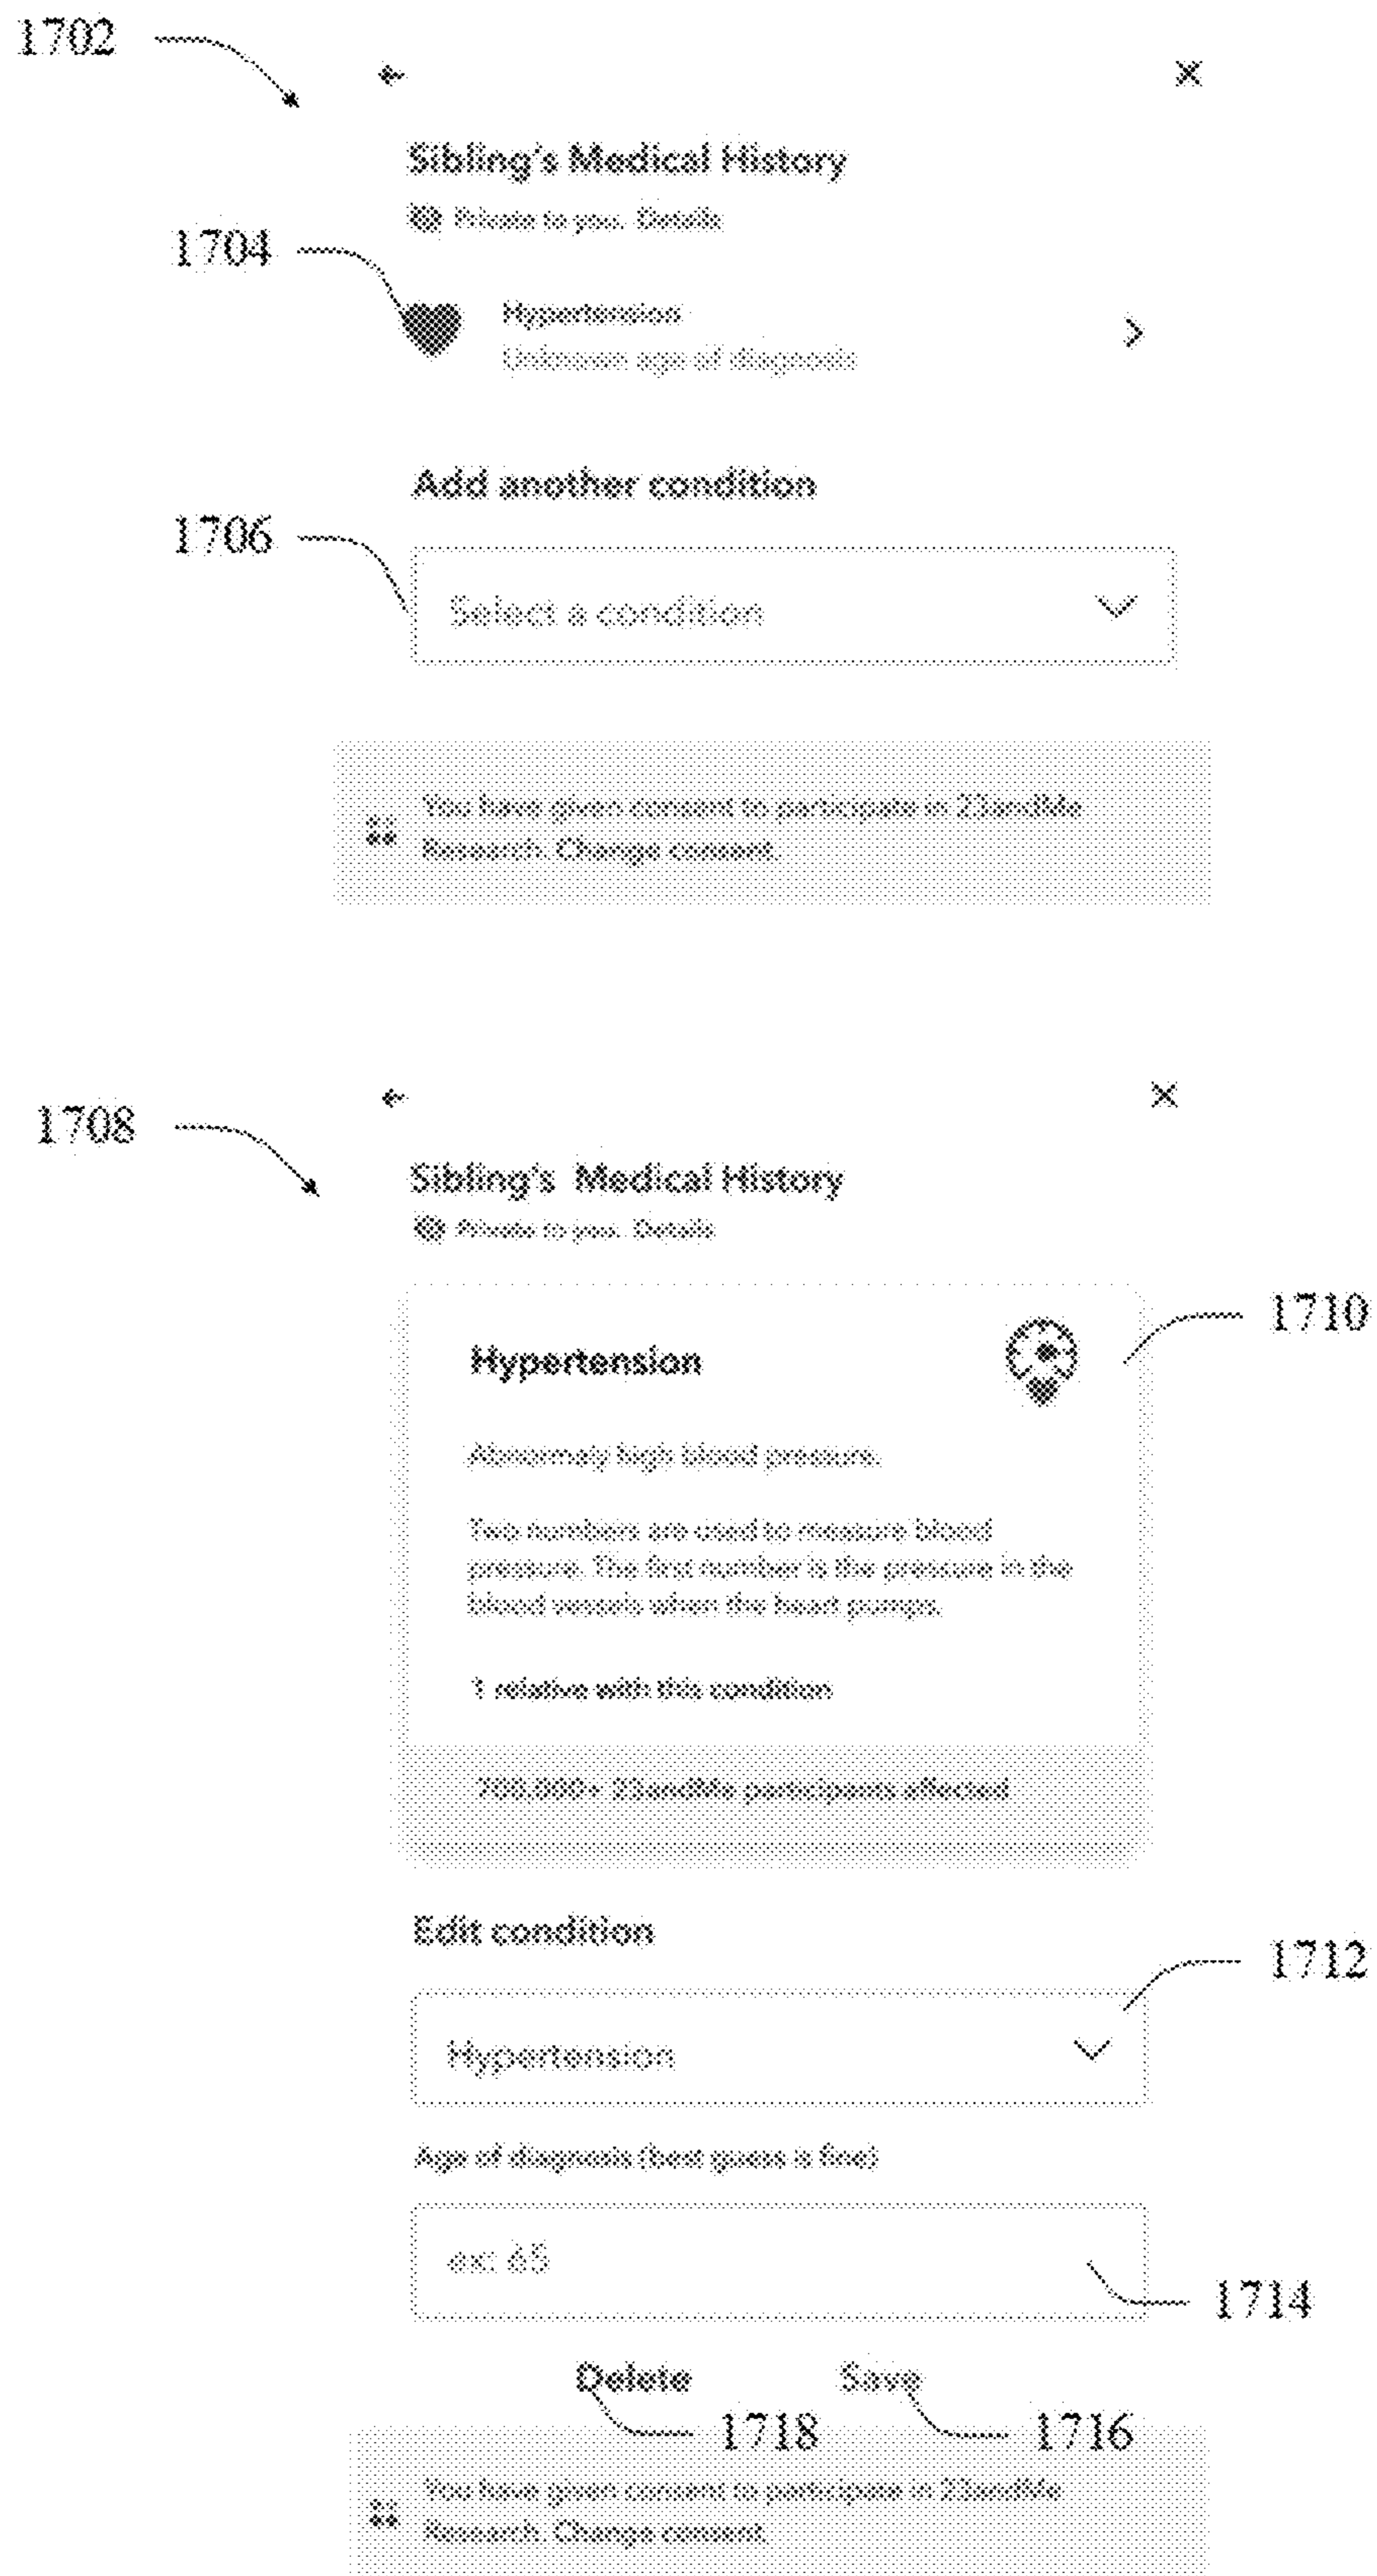 1702
Sibling's Medical History
Private to you. Details
1704
Hypertension
Unknown age of diagnosis
Add another condition
1706
Select a condition
You have given consent to participate in 23andMe
Research. Change consent.
1708
Sibling's Medical History
Private to you. Details
1710
Hypertension
Abnormaly high blood pressure.
Two numbers are used to measure blood
pressure. The first number is the pressure in the
blood vessels when the heart pumps.
1 relative with this condition
700,000+ 23andMe participants affected
Edit condition
1712
Hypertension
Age of diagnosis (best guess is fine)
ex: 65
1714
Delete
Save
1718
1716
You have given consent to participate in 23andMe
Research. Change consent.